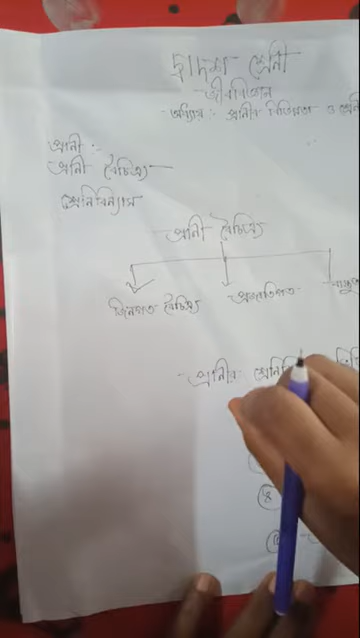 দ্বাদশ শ্রেনী
জীববিজ্ঞান
অধ্যায় :- প্রানীর বিভিন্নতা ও
প্রানী :-
প্রানী বৈচিত্র্য
শ্রেনিবিন্যাস
প্রানী বৈচিত্র্য
জিনগত বৈচিত্র্য প্রজাতিগত
- প্রানীর